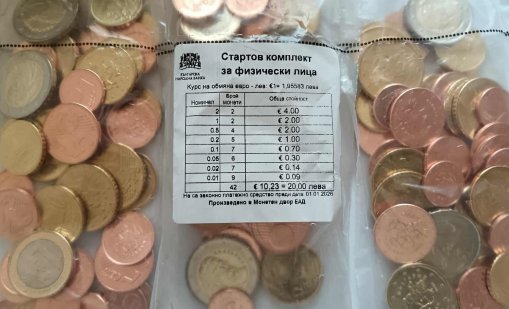 Стартов комплект
за физически лица
БЪЛГАРСКА
НАРОДНА БАНКА
Курс на обмяна евро - лева: €1= 1,95583 лева
Номинал Брой монети Обща стойност
2 2 € 4.00
1 2 € 2.00
0.5 4 € 2.00
0.2 5 € 1.00
0.1 7 € 0.70
0.05 6 € 0.30
0.02 7 € 0.14
0.01 9 € 0.09
42 € 10,23 = 20,00 лева
Не са законно платежно средство преди дата 01.01.2026
Произведено в Монетен двор ЕАД